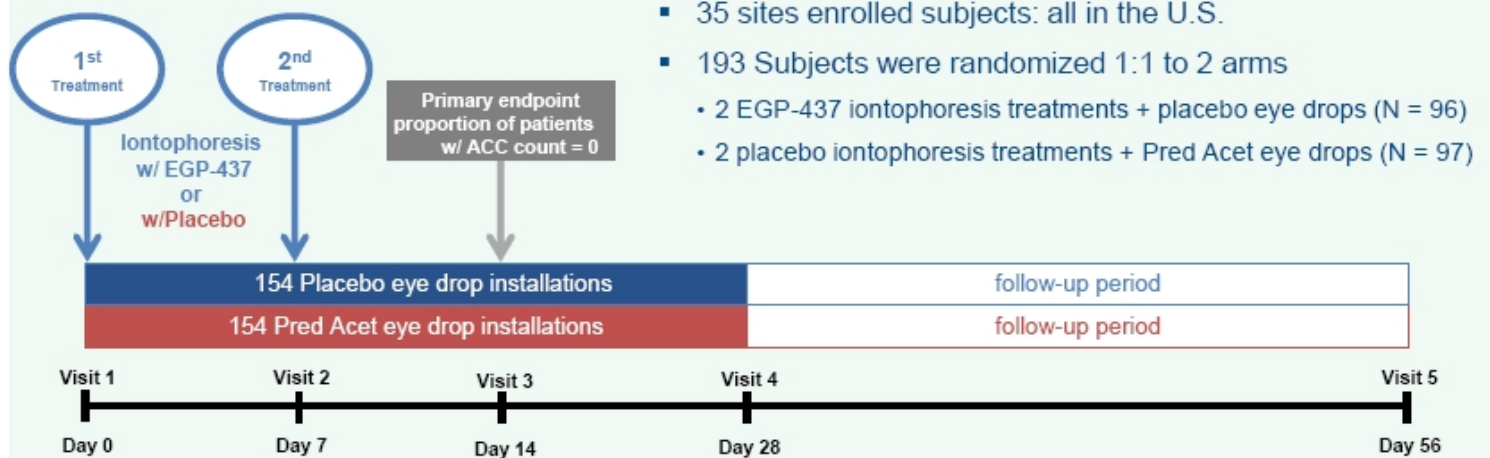 1st
Treatment
2nd
Treatment
Iontophoresis
w/ EGP-437
or
w/Placebo
Primary endpoint
proportion of patients
w/ ACC count = 0
▪ 35 sites enrolled subjects: all in the U.S.
▪ 193 Subjects were randomized 1:1 to 2 arms
• 2 EGP-437 iontophoresis treatments + placebo eye drops (N = 96)
• 2 placebo iontophoresis treatments + Pred Acet eye drops (N = 97)
154 Placebo eye drop installations
follow-up period
154 Pred Acet eye drop installations
follow-up period
Visit 1
Visit 2
Visit 3
Visit 4
Visit 5
Day 0
Day 7
Day 14
Day 28
Day 56